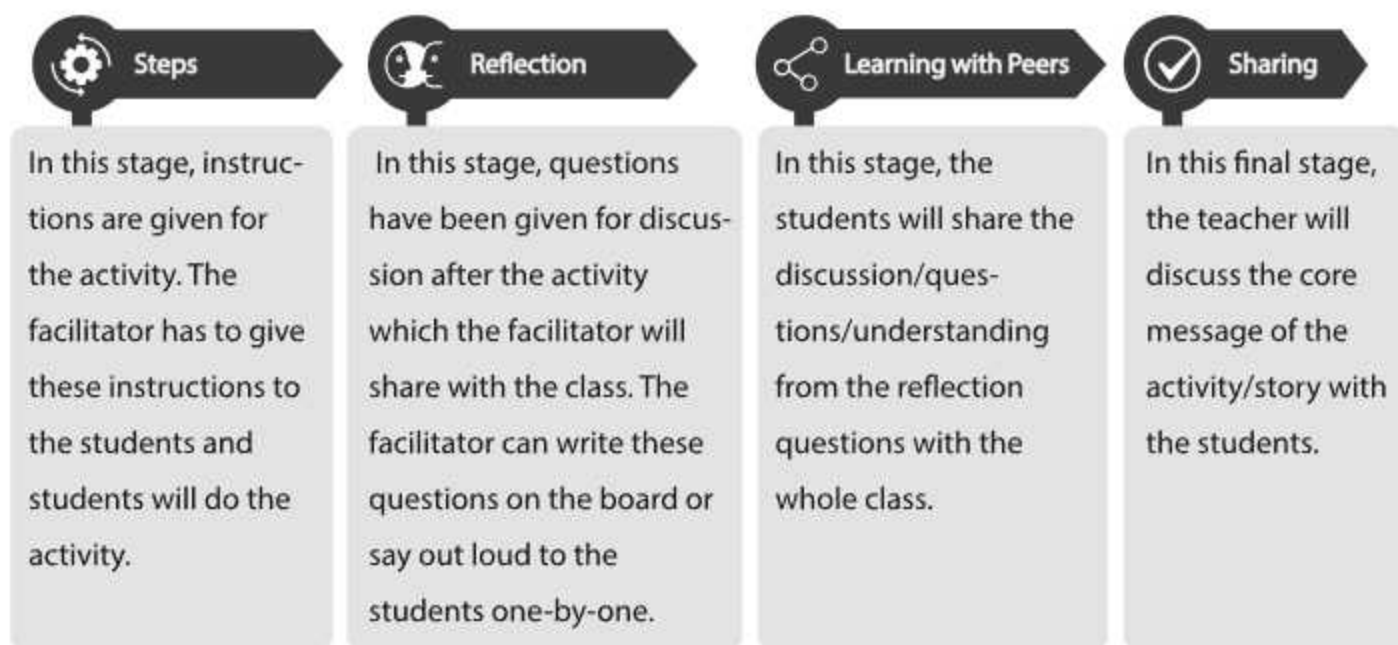 Steps
In this stage, instruc-
tions are given for
the activity. The
facilitator has to give
these instructions to
the students and
students will do the
activity.
Reflection
In this stage, questions
have been given for discus-
sion after the activity
which the facilitator will
share with the class. The
facilitator can write these
questions on the board or
say out loud to the
students one-by-one.
Learning with Peers
In this stage, the
students will share the
discussion/ques-
tions/understanding
from the reflection
questions with the
whole class.
Sharing
In this final stage,
the teacher will
discuss the core
message of the
activity/story with
the students.